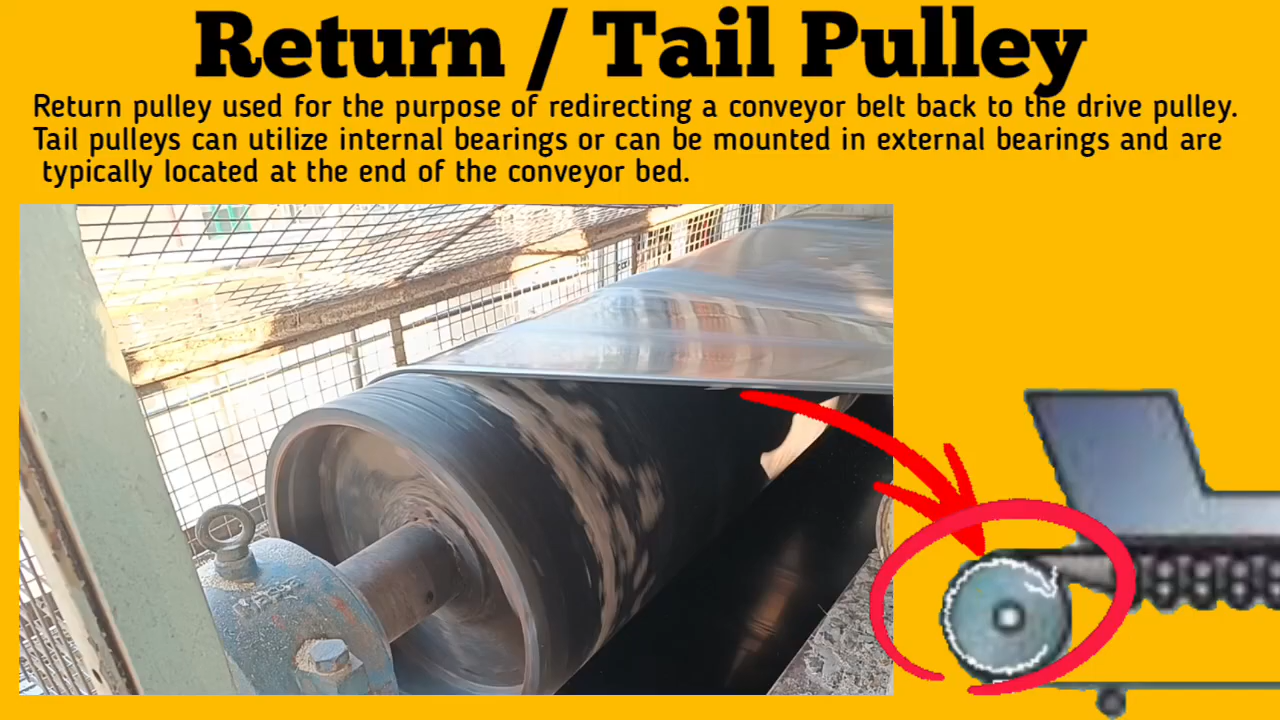 Return / Tail Pulley
Return pulley used for the purpose of redirecting a conveyor belt back to the drive pulley.
Tail pulleys can utilize internal bearings or can be mounted in external bearings and are
typically located at the end of the conveyor bed.